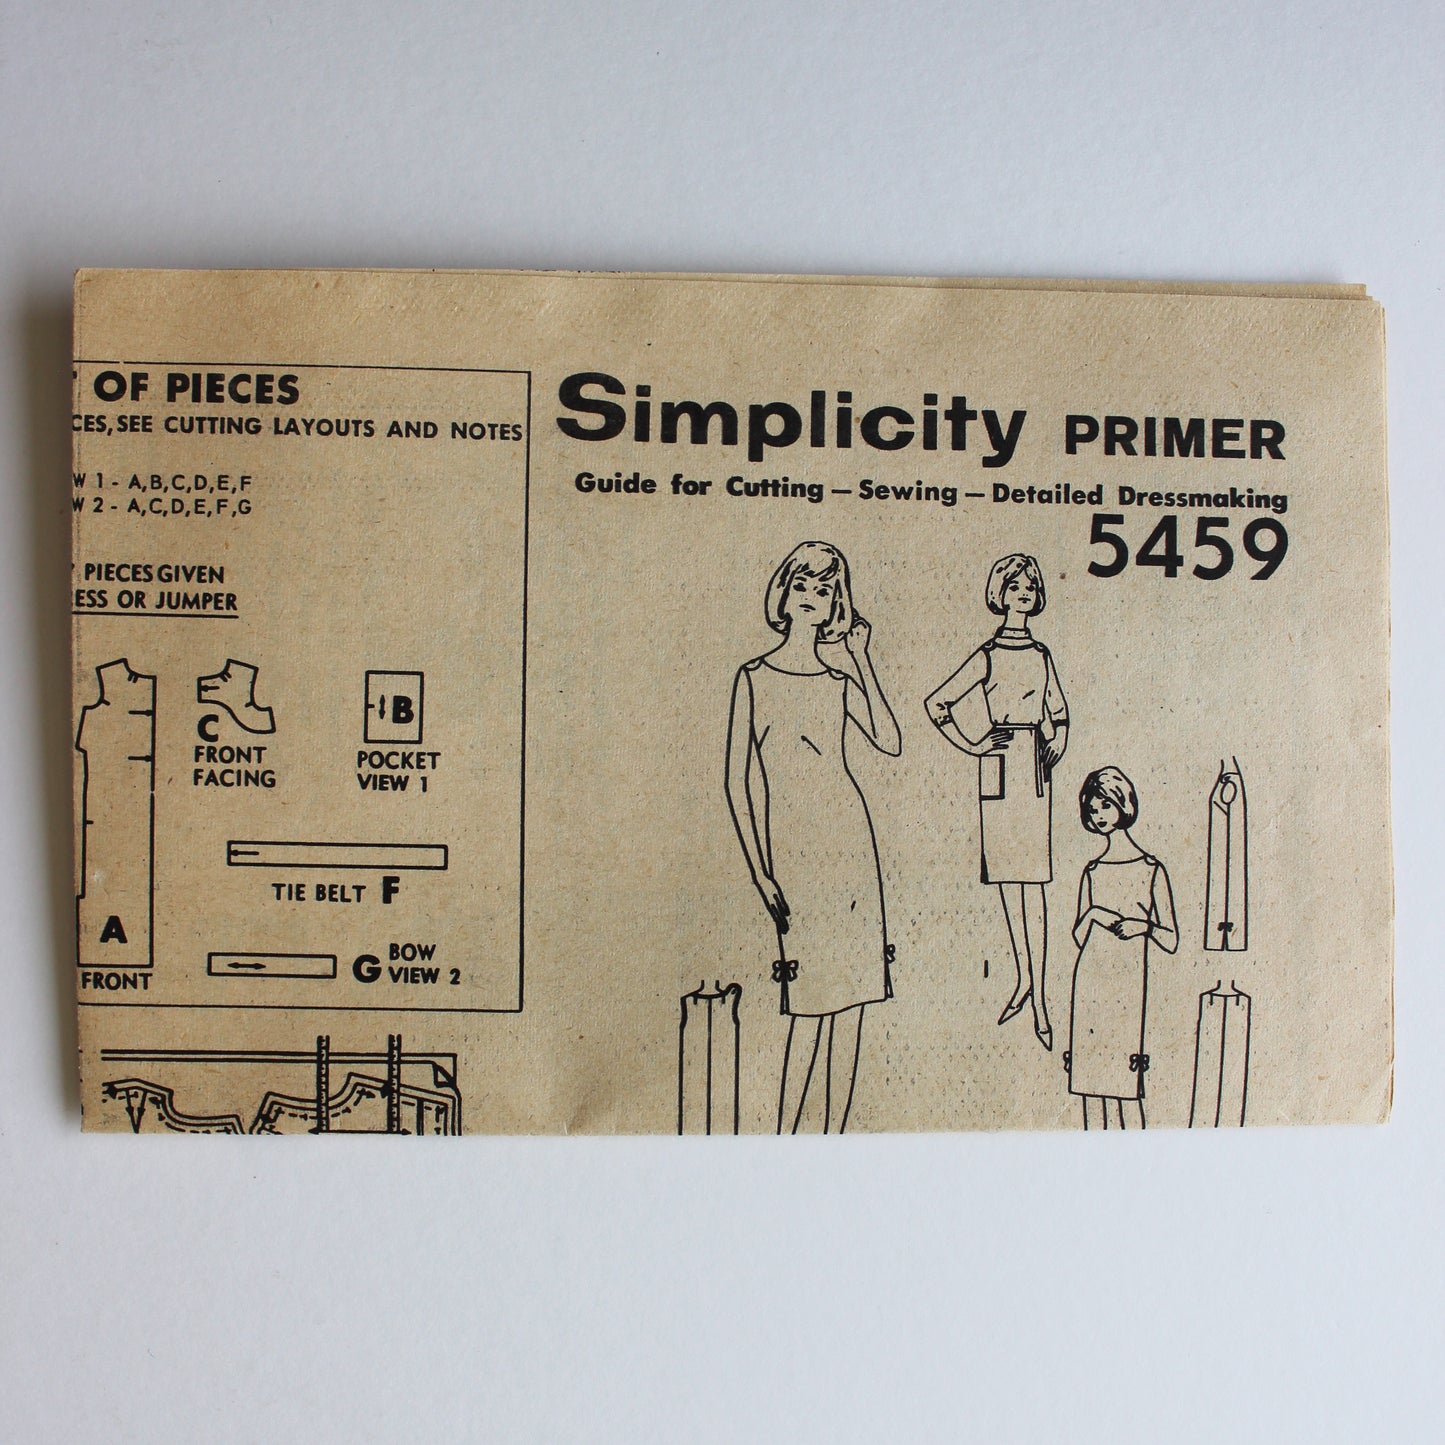 OF PIECES
CES, SEE CUTTING LAYOUTS AND NOTES
W 1 - A,B,C,D,E,F
W 2 - A,C,D,E,F,G
PIECES GIVEN
ESS OR JUMPER
C
FRONT
FACING
B
POCKET
VIEW 1
TIE BELT F
A
FRONT
G BOW
VIEW 2
Simplicity PRIMER
Guide for Cutting — Sewing — Detailed Dressmaking
5459